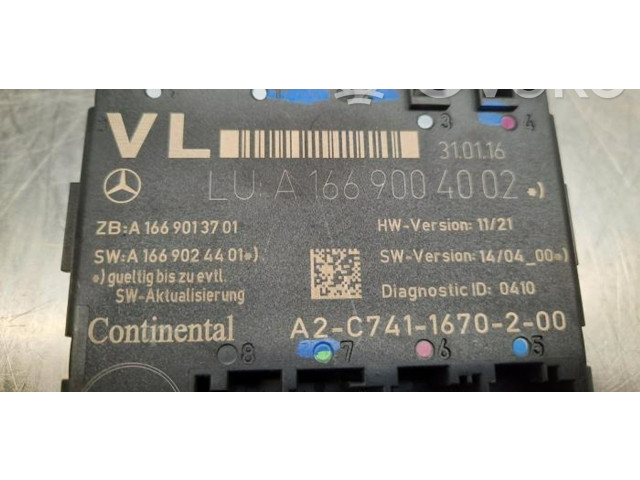 3 4
VL
31.01.16
LU: A 166 900 40 02 *)
ZB: A 166 901 37 01
HW-Version: 11/21
SW: A 166 902 44 01 *)
SW-Version: 14/04_00 *)
*) gueltig bis zu evtl.
SW-Aktualisierung
Diagnostic ID: 0410
Continental
A2-C741-1670-2-00
8 7 6 5